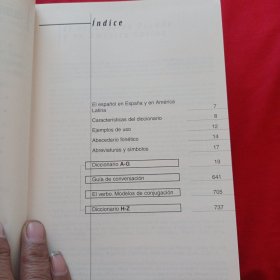 Índice
El español en España y en América
Latina 7
Características del diccionario 8
Ejemplos de uso 12
Abecedario fonético 14
Abreviaturas y símbolos 17
Diccionario A-G 19
Guía de conversación 641
El verbo. Modelos de conjugación 705
Diccionario H-Z 737